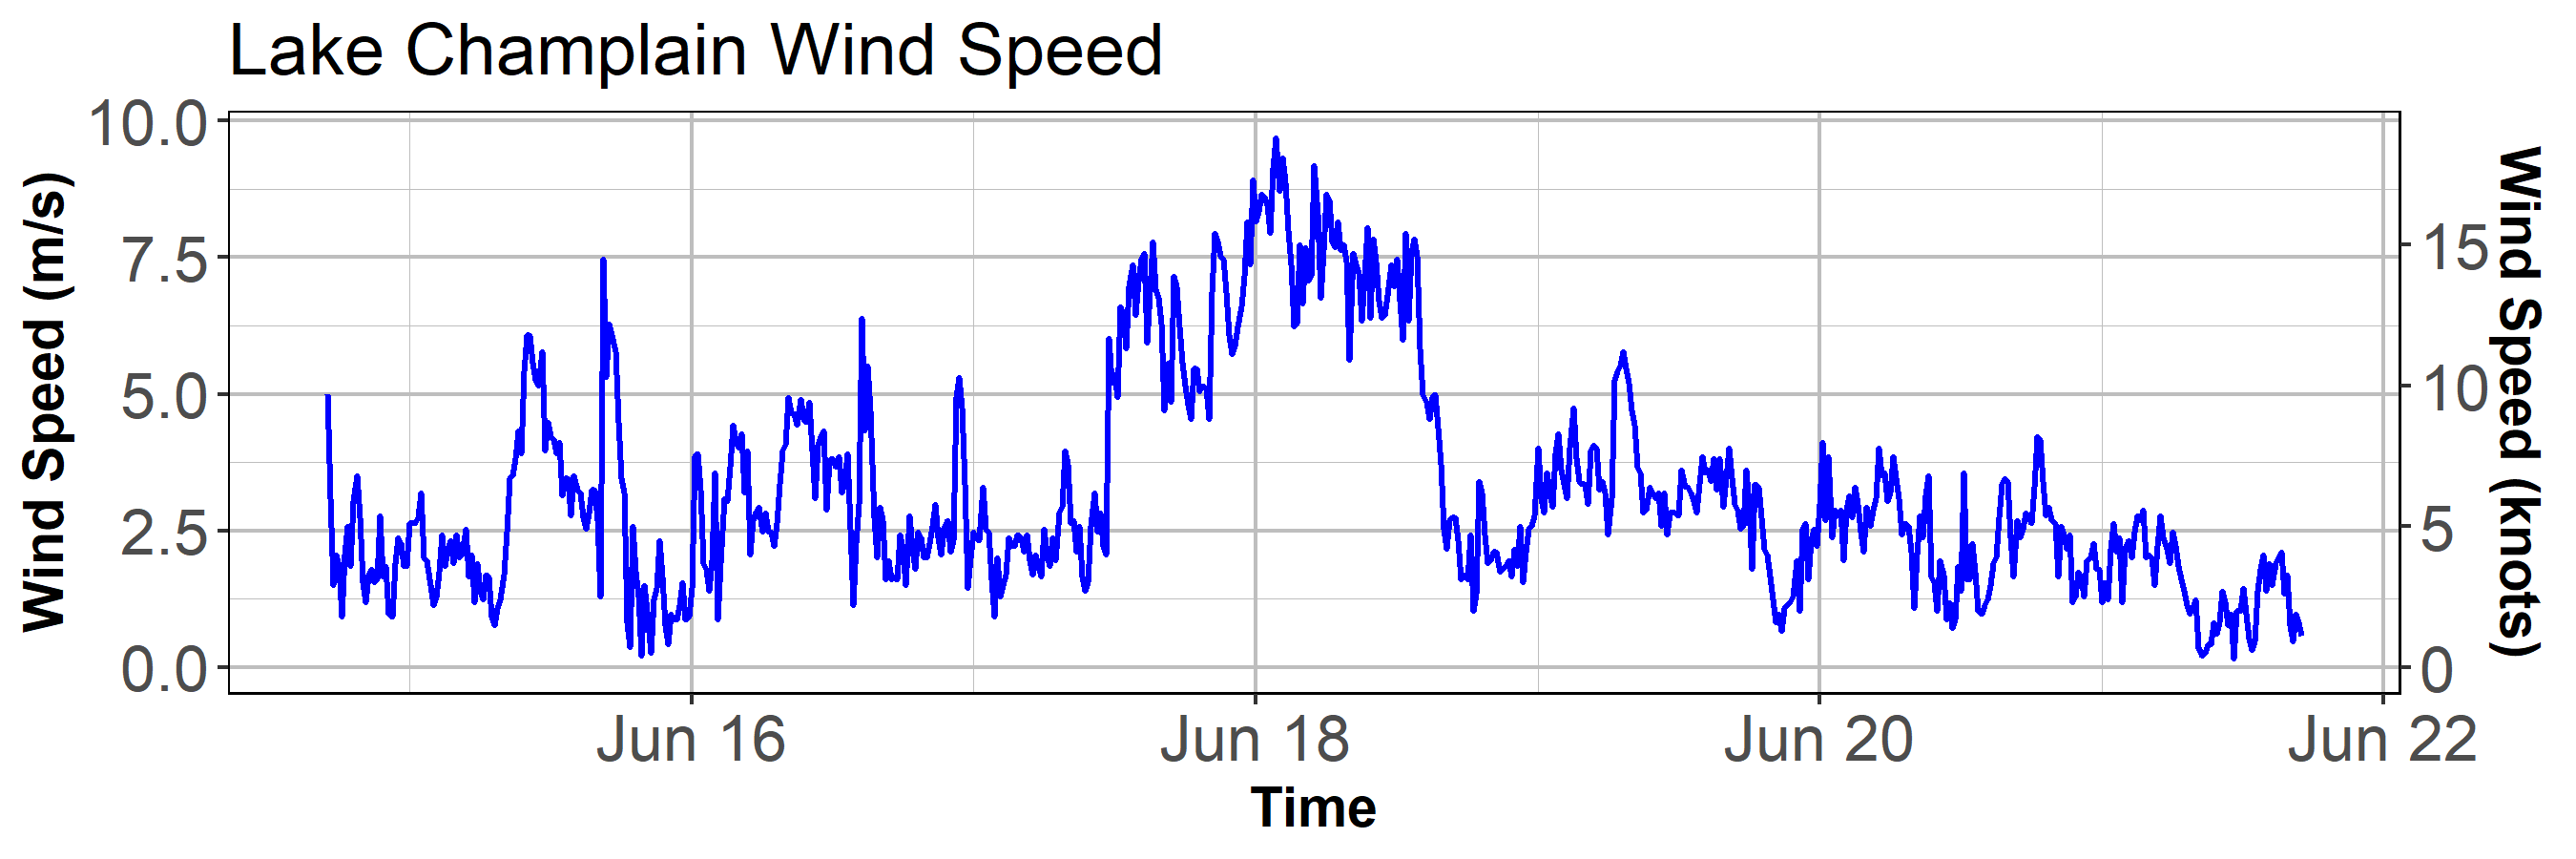 Lake Champlain Wind Speed
Wind Speed (m/s)
10.0
7.5
5.0
2.5
0.0
15
10
5
0
Wind Speed (knots)
Jun 16
Jun 18
Jun 20
Jun 22
Time